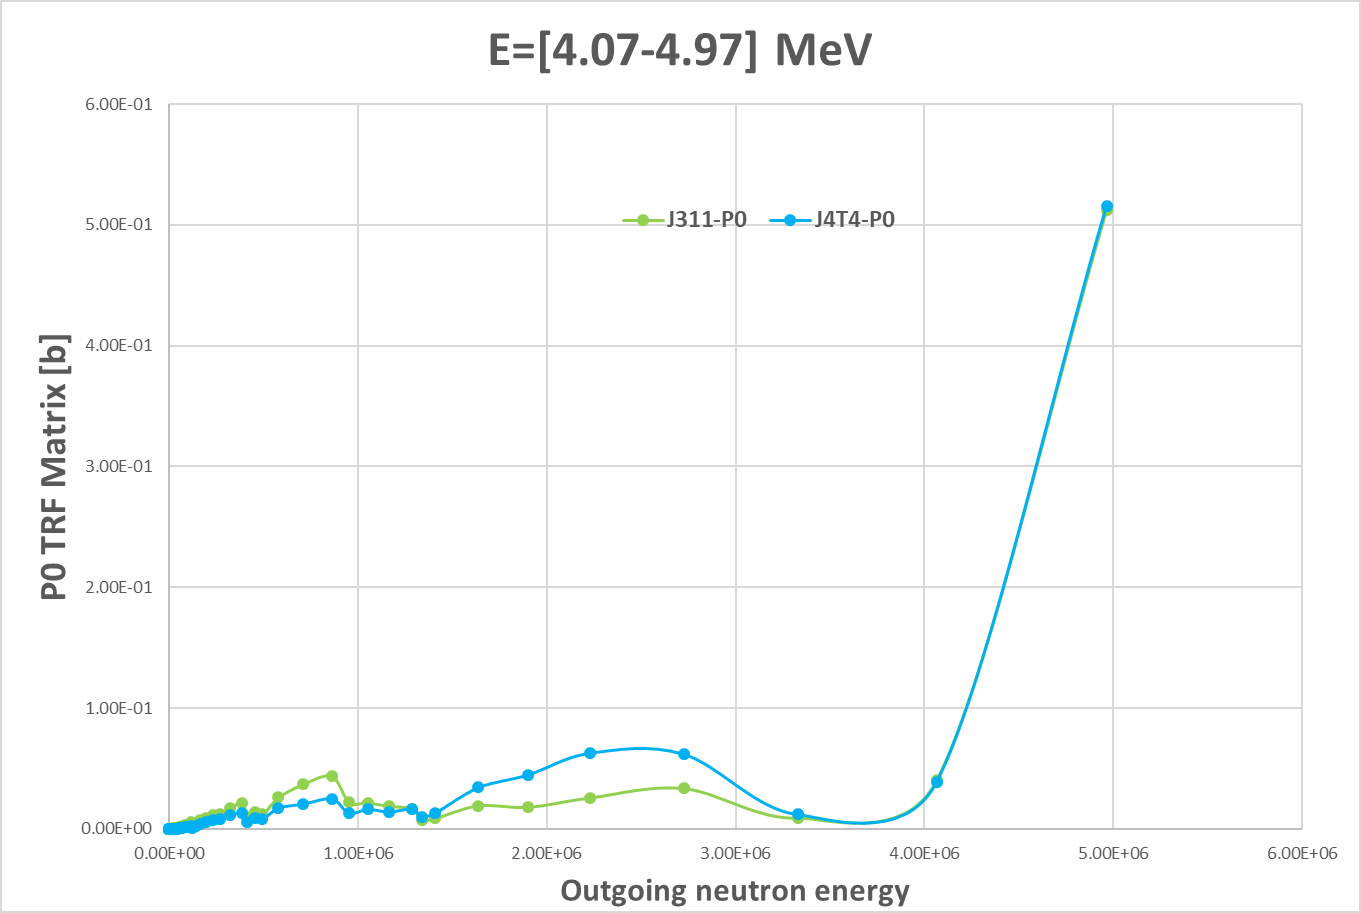 E=[4.07-4.97] MeV
6.00E-01
J311-P0 J4T4-P0
5.00E-01
4.00E-01
3.00E-01
2.00E-01
1.00E-01
0.00E+00
P0 TRF Matrix [b]
0.00E+00 1.00E+06 2.00E+06 3.00E+06 4.00E+06 5.00E+06 6.00E+06
Outgoing neutron energy